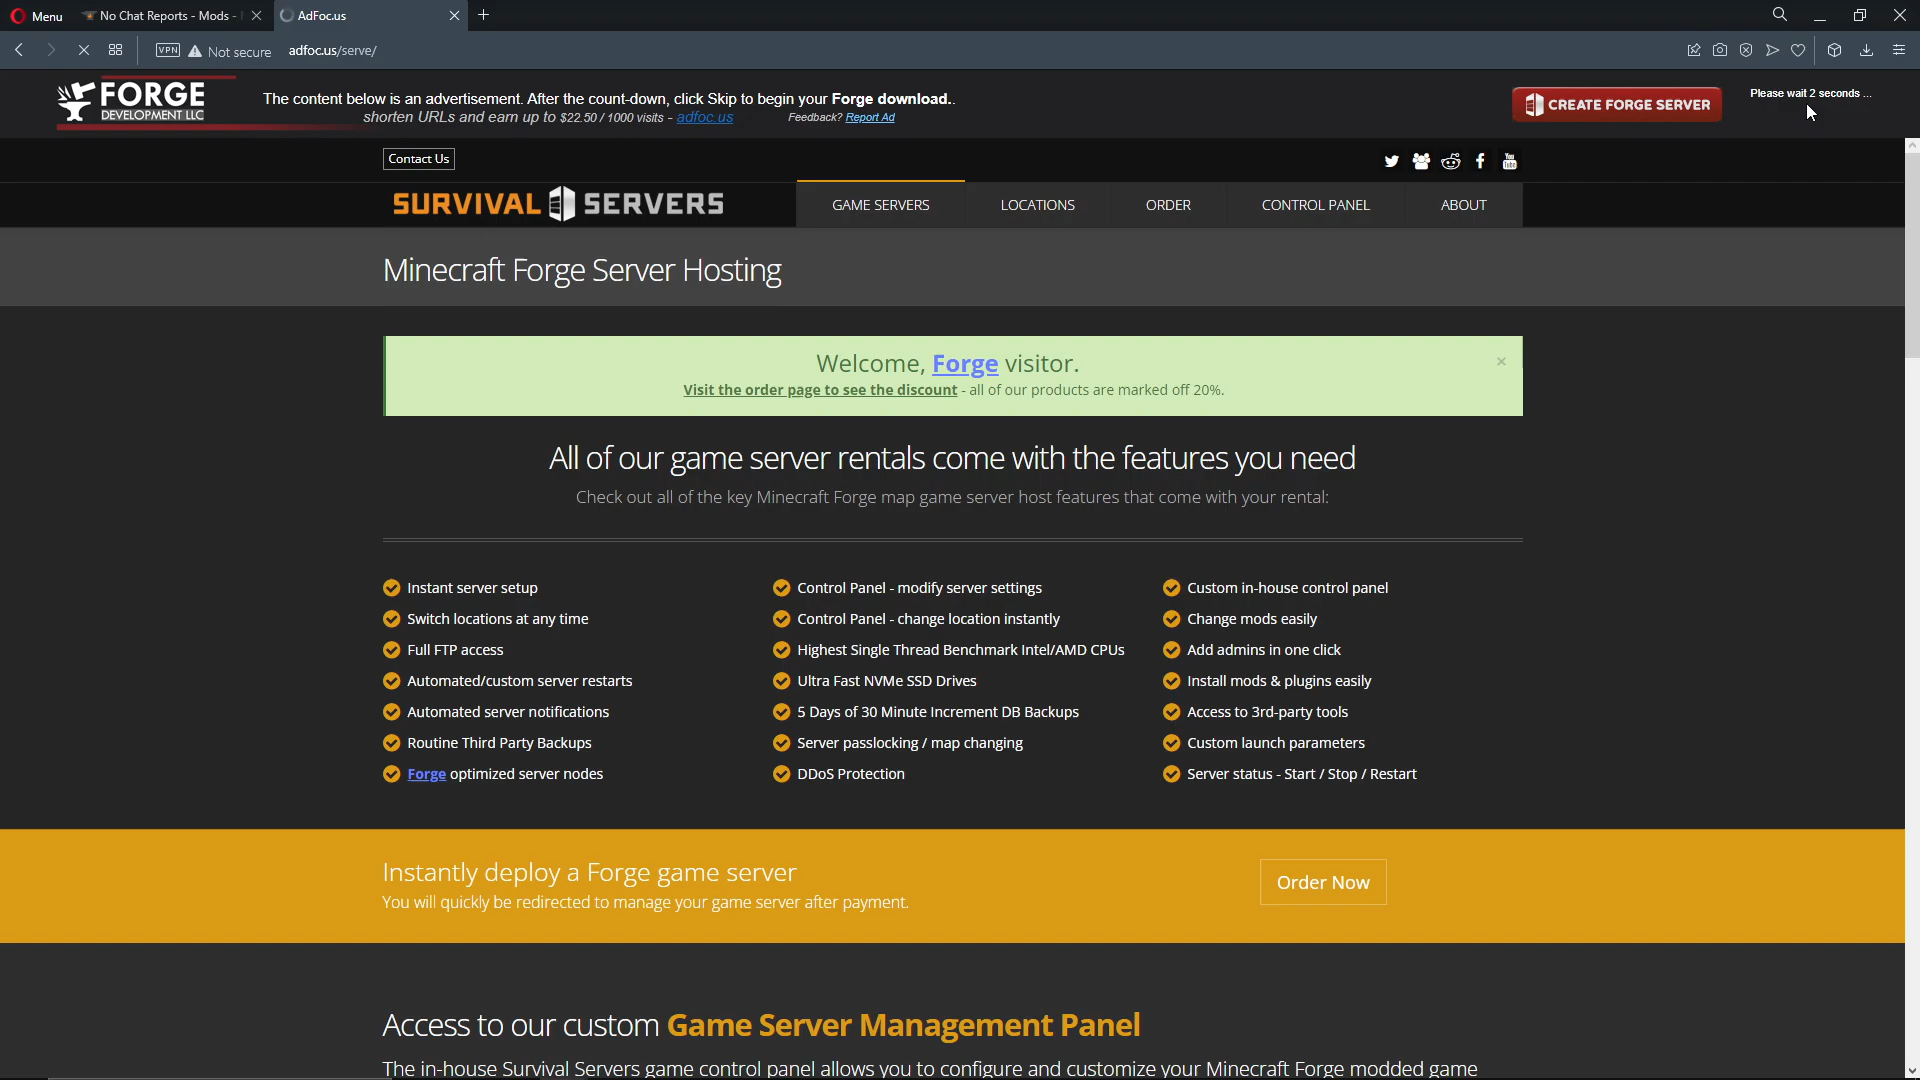 Menu
No Chat Reports - Mods -
AdFoc.us
VPN
Not secure
adfoc.us/serve/
FORGE
DEVELOPMENT LLC
The content below is an advertisement. After the count-down, click Skip to begin your Forge download..
shorten URLs and earn up to $22.50 / 1000 visits - adfoc.us
Feedback? Report Ad
CREATE FORGE SERVER
Please wait 2 seconds ...
Contact Us
You Tube
SURVIVAL SERVERS
GAME SERVERS
LOCATIONS
ORDER
CONTROL PANEL
ABOUT
Minecraft Forge Server Hosting
Welcome, Forge visitor.
×
Visit the order page to see the discount - all of our products are marked off 20%.
All of our game server rentals come with the features you need
Check out all of the key Minecraft Forge map game server host features that come with your rental:
Instant server setup
Switch locations at any time
Full FTP access
Automated/custom server restarts
Automated server notifications
Routine Third Party Backups
Forge optimized server nodes
Control Panel - modify server settings
Control Panel - change location instantly
Highest Single Thread Benchmark Intel/AMD CPUs
Ultra Fast NVMe SSD Drives
5 Days of 30 Minute Increment DB Backups
Server passlocking / map changing
DDoS Protection
Custom in-house control panel
Change mods easily
Add admins in one click
Install mods & plugins easily
Access to 3rd-party tools
Custom launch parameters
Server status - Start / Stop / Restart
Instantly deploy a Forge game server
You will quickly be redirected to manage your game server after payment.
Order Now
Access to our custom Game Server Management Panel
The in-house Survival Servers game control panel allows you to configure and customize your Minecraft Forge modded game